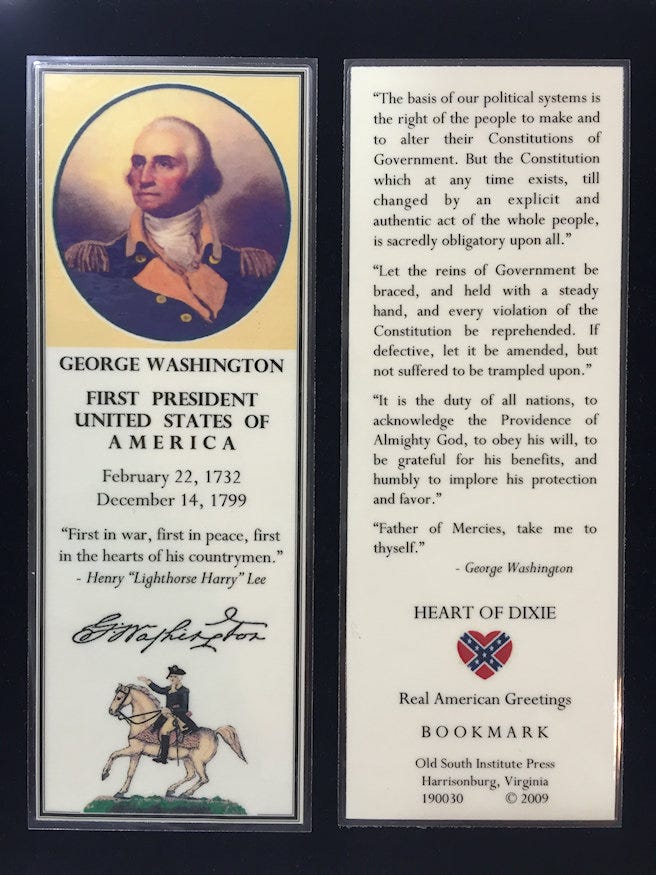 GEORGE WASHINGTON
FIRST PRESIDENT
UNITED STATES OF
AMERICA
February 22, 1732
December 14, 1799
“First in war, first in peace, first
in the hearts of his countrymen.”
- Henry “Lighthorse Harry” Lee
G Washington
“The basis of our political systems is
the right of the people to make and
to alter their Constitutions of
Government. But the Constitution
which at any time exists, till
changed by an explicit and
authentic act of the whole people,
is sacredly obligatory upon all.”
“Let the reins of Government be
braced, and held with a steady
hand, and every violation of the
Constitution be reprehended. If
defective, let it be amended, but
not suffered to be trampled upon.”
“It is the duty of all nations, to
acknowledge the Providence of
Almighty God, to obey his will, to
be grateful for his benefits, and
humbly to implore his protection
and favor.”
“Father of Mercies, take me to
thyself.”
- George Washington
HEART OF DIXIE
Real American Greetings
BOOKMARK
Old South Institute Press
Harrisonburg, Virginia
190030 © 2009